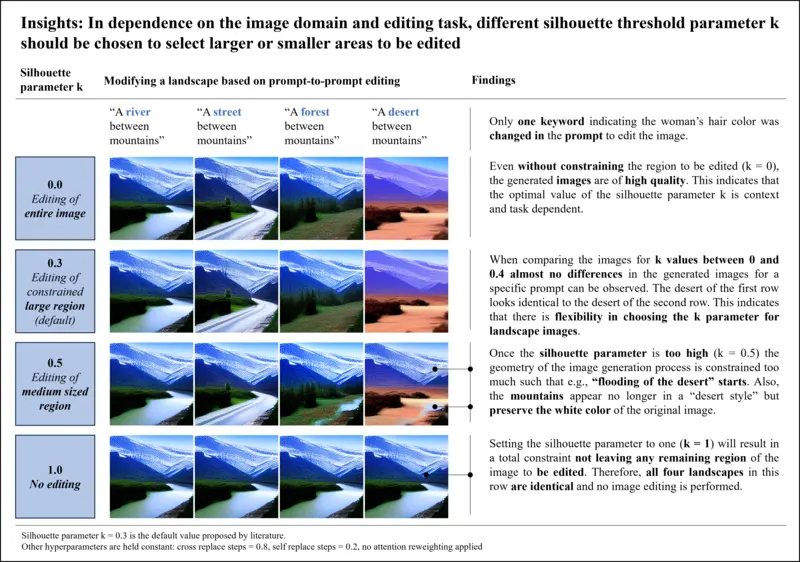 Insights: In dependence on the image domain and editing task, different silhouette threshold parameter k
should be chosen to select larger or smaller areas to be edited
Silhouette
parameter k
Modifying a landscape based on prompt-to-prompt editing
Findings
“A river
between
mountains”
“A street
between
mountains”
“A forest
between
mountains”
“A desert
between
mountains”
Only one keyword indicating the woman’s hair color was
changed in the prompt to edit the image.
0.0
Editing of
entire image
Even without constraining the region to be edited (k = 0),
the generated images are of high quality. This indicates that
the optimal value of the silhouette parameter k is context
and task dependent.
0.3
Editing of
constrained
large region
(default)
When comparing the images for k values between 0 and
0.4 almost no differences in the generated images for a
specific prompt can be observed. The desert of the first row
looks identical to the desert of the second row. This indicates
that there is flexibility in choosing the k parameter for
landscape images.
0.5
Editing of
medium sized
region
Once the silhouette parameter is too high (k = 0.5) the
geometry of the image generation process is constrained too
much such that e.g., “flooding of the desert” starts. Also,
the mountains appear no longer in a “desert style” but
preserve the white color of the original image.
1.0
No editing
Setting the silhouette parameter to one (k = 1) will result in
a total constraint not leaving any remaining region of the
image to be edited. Therefore, all four landscapes in this
row are identical and no image editing is performed.
Silhouette parameter k = 0.3 is the default value proposed by literature.
Other hyperparameters are held constant: cross replace steps = 0.8, self replace steps = 0.2, no attention reweighting applied